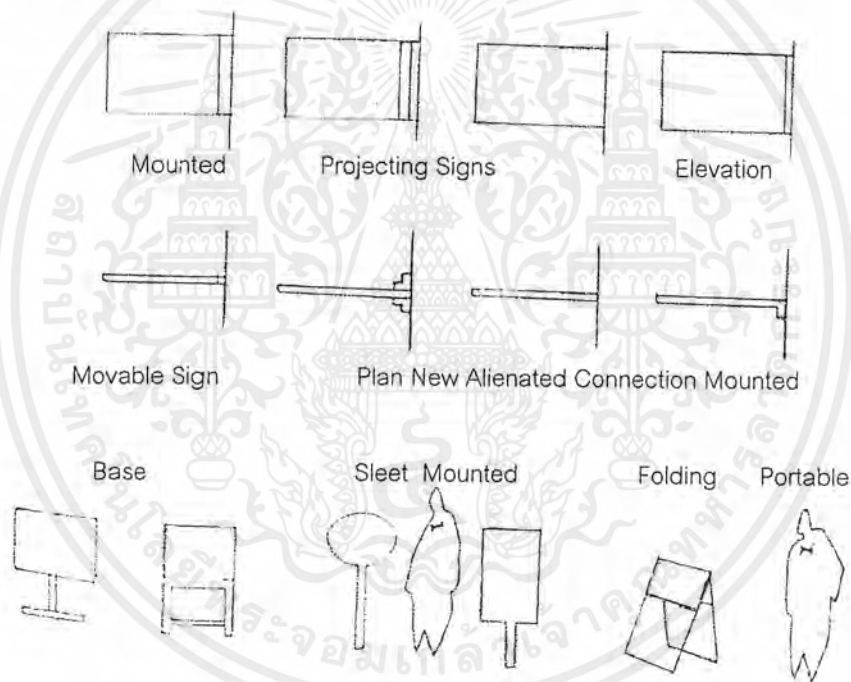 Mounted Projecting Signs Elevation
Movable Sign Plan New Alienated Connection Mounted
Base Sleet Mounted Folding Portable